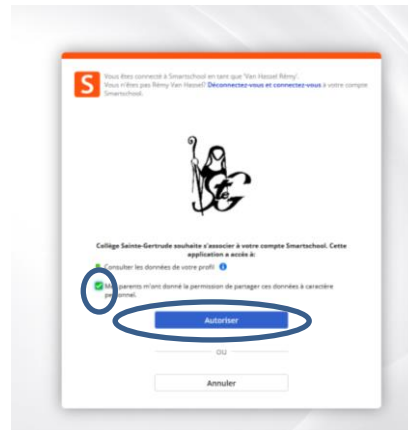 S
Vous êtes connecté à Smartschool en tant que 'Van Hassel Rémy'.
Vous n'êtes pas Rémy Van Hassel? Déconnectez-vous et connectez-vous à votre compte
Smartschool.
Ste G
Collège Sainte-Gertrude souhaite s'associer à votre compte Smartschool. Cette
application a accès à:
Consulter les données de votre profil i
Mes parents m'ont donné la permission de partager ces données à caractère
personnel.
Autoriser
OU
Annuler